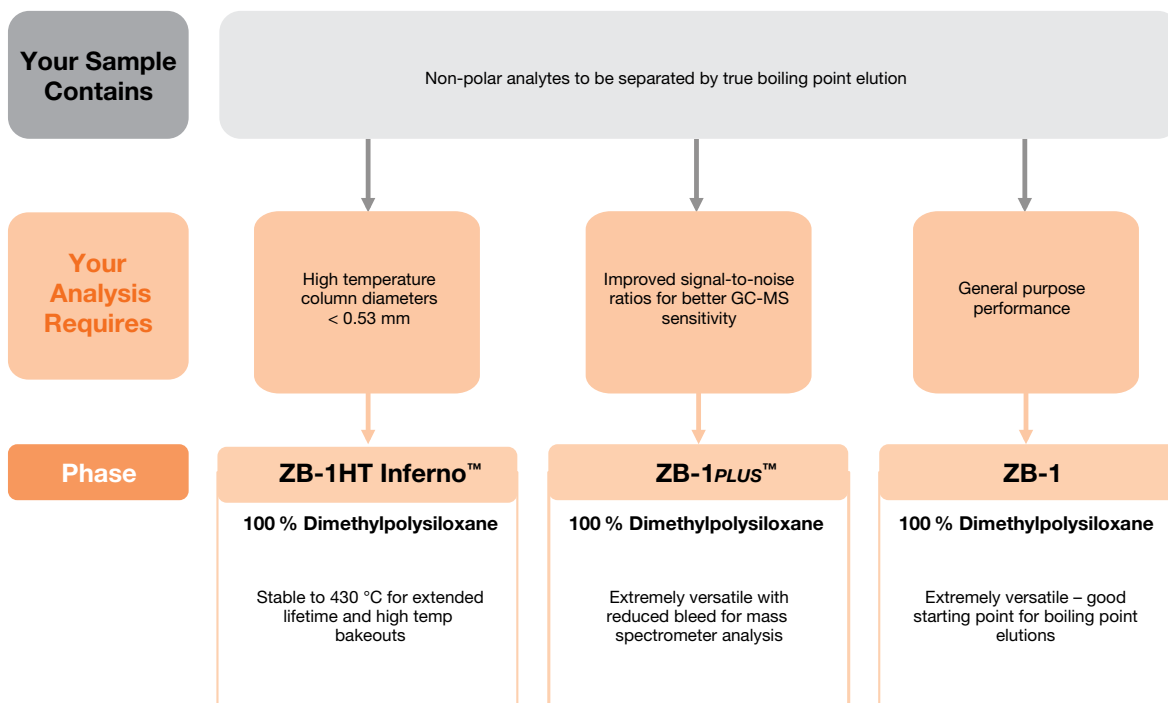 Your Sample
Contains
Non-polar analytes to be separated by true boiling point elution
Your
Analysis
Requires
High temperature
column diameters
< 0.53 mm
Improved signal-to-noise
ratios for better GC-MS
sensitivity
General purpose
performance
Phase
ZB-1HT Inferno™
ZB-1PLUS™
ZB-1
100 % Dimethylpolysiloxane
100 % Dimethylpolysiloxane
100 % Dimethylpolysiloxane
Stable to 430 °C for extended
lifetime and high temp
bakeouts
Extremely versatile with
reduced bleed for mass
spectrometer analysis
Extremely versatile – good
starting point for boiling point
elutions